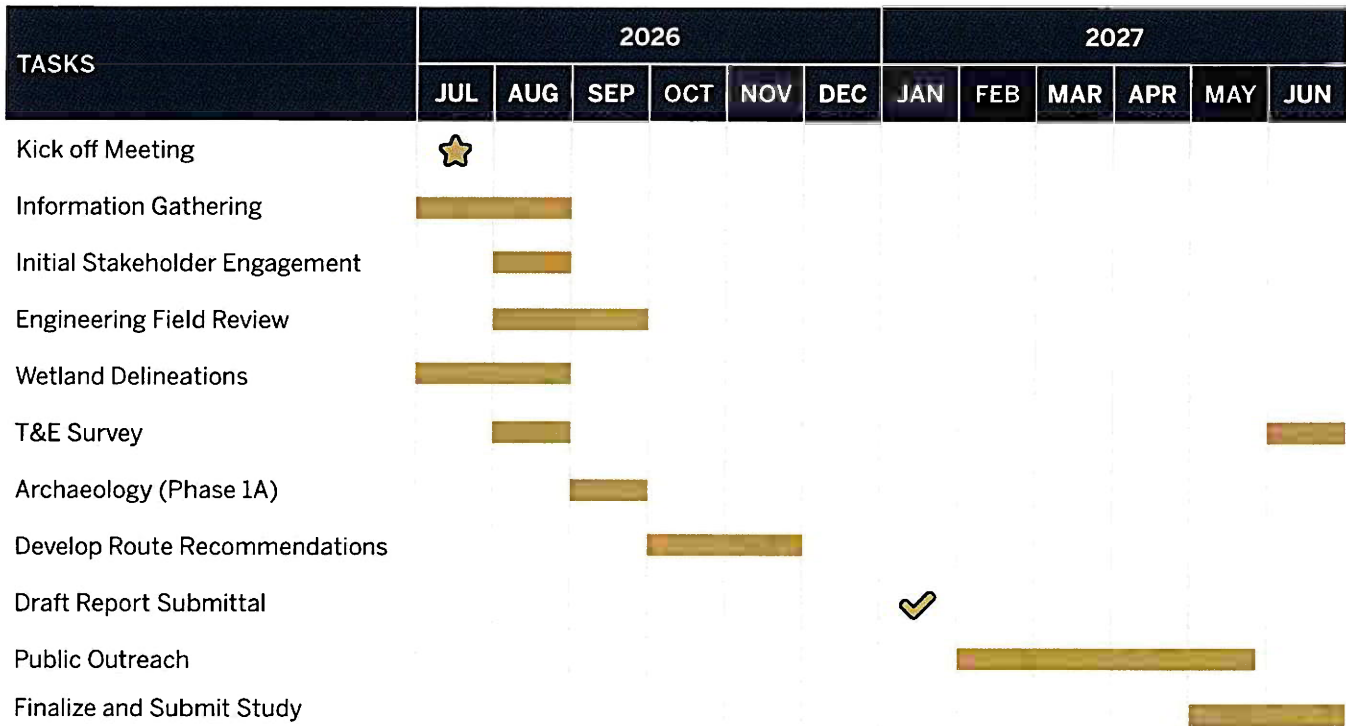 TASKS
2026
2027
JUL AUG SEP OCT NOV DEC JAN FEB MAR APR MAY JUN
Kick off Meeting
Information Gathering
Initial Stakeholder Engagement
Engineering Field Review
Wetland Delineations
T&E Survey
Archaeology (Phase 1A)
Develop Route Recommendations
Draft Report Submittal
Public Outreach
Finalize and Submit Study